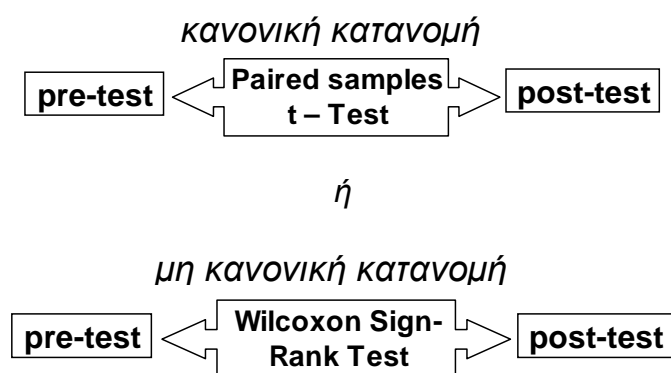 κανονική κατανομή
pre-test
Paired samples
t – Test
post-test
ή
μη κανονική κατανομή
pre-test
Wilcoxon Sign-
Rank Test
post-test